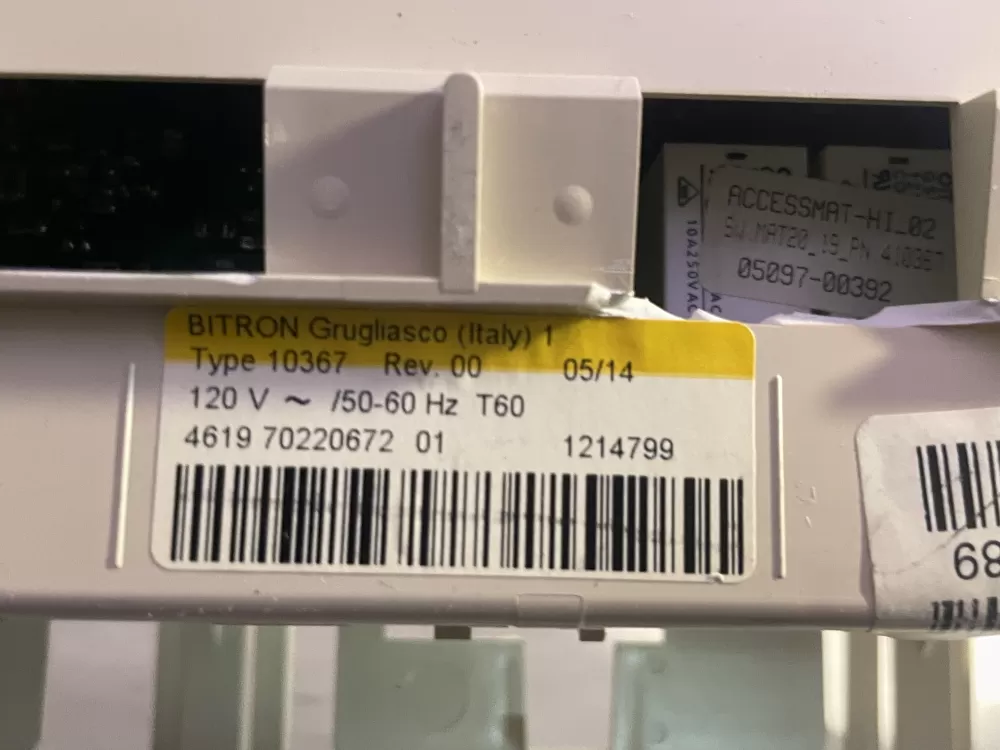 ACCESSMAT-HI_02
SW.MAT20_19_PN 410367
05097-00392
10A250VAC
BITRON Grugliasco (Italy) 1
Type 10367 Rev. 00 05/14
120 V ~ /50-60 Hz T60
4619 70220672 01 1214799
68